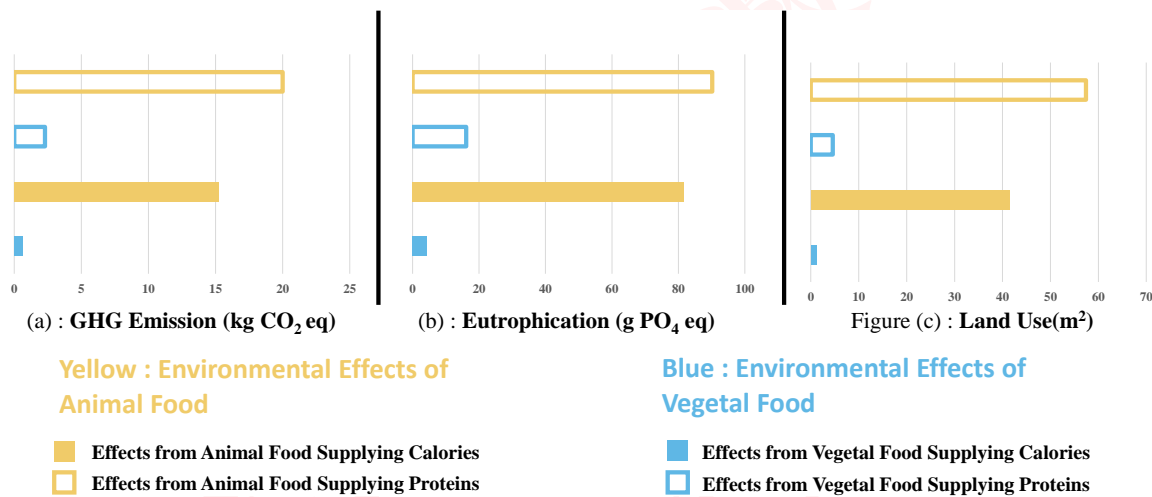 0 5 10 15 20 25
0 20 40 60 80 100
0 10 20 30 40 50 60 70
(a) : GHG Emission (kg CO₂ eq)
(b) : Eutrophication (g PO₄ eq)
Figure (c) : Land Use(m²)
Yellow : Environmental Effects of
Animal Food
Effects from Animal Food Supplying Calories
Effects from Animal Food Supplying Proteins
Blue : Environmental Effects of
Vegetal Food
Effects from Vegetal Food Supplying Calories
Effects from Vegetal Food Supplying Proteins